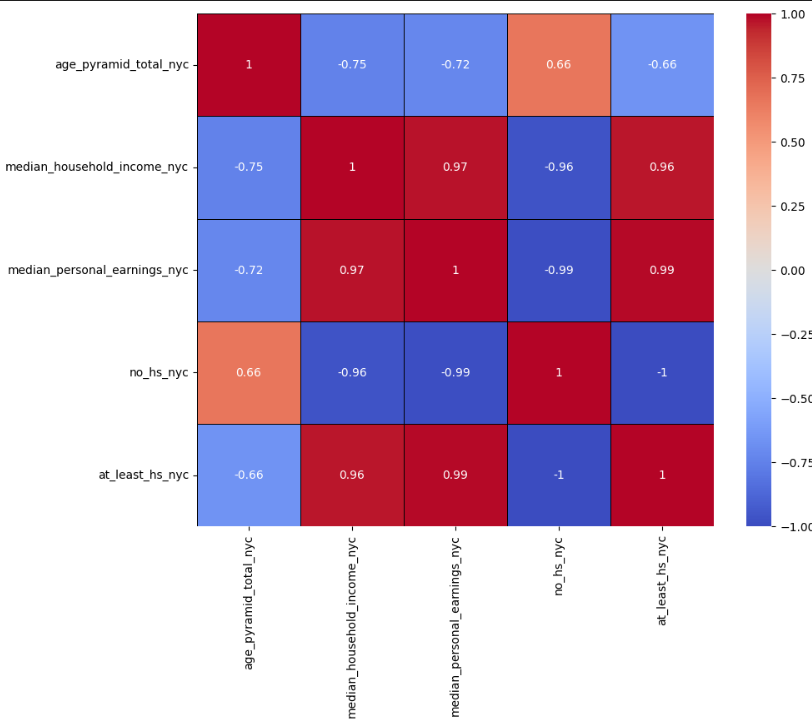 age_pyramid_total_nyc 1 -0.75 -0.72 0.66 -0.66
median_household_income_nyc -0.75 1 0.97 -0.96 0.96
median_personal_earnings_nyc -0.72 0.97 1 -0.99 0.99
no_hs_nyc 0.66 -0.96 -0.99 1 -1
at_least_hs_nyc -0.66 0.96 0.99 -1 1
age_pyramid_total_nyc
median_household_income_nyc
median_personal_earnings_nyc
no_hs_nyc
at_least_hs_nyc
1.00
0.75
0.50
0.25
0.00
−0.25
−0.50
−0.75
−1.00